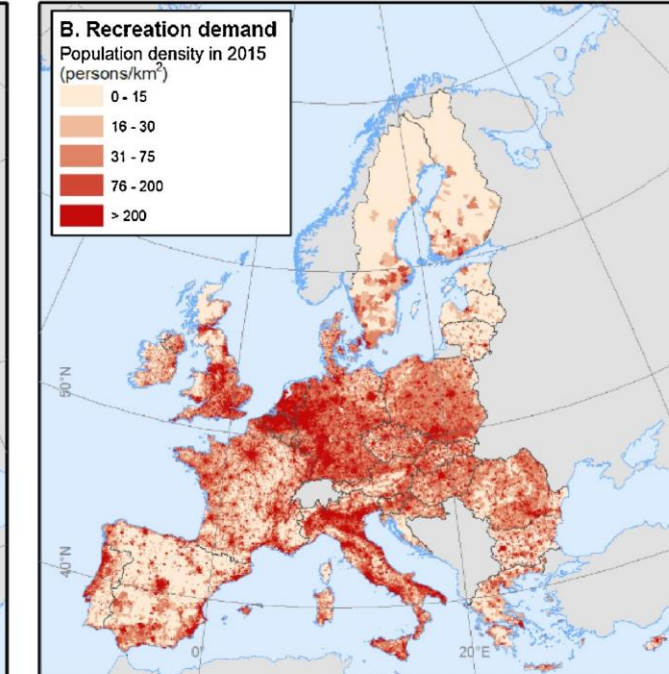 B. Recreation demand
Population density in 2015
(persons/km²)
0 - 15
16 - 30
31 - 75
76 - 200
> 200
50°N
40°N
0°
20°E